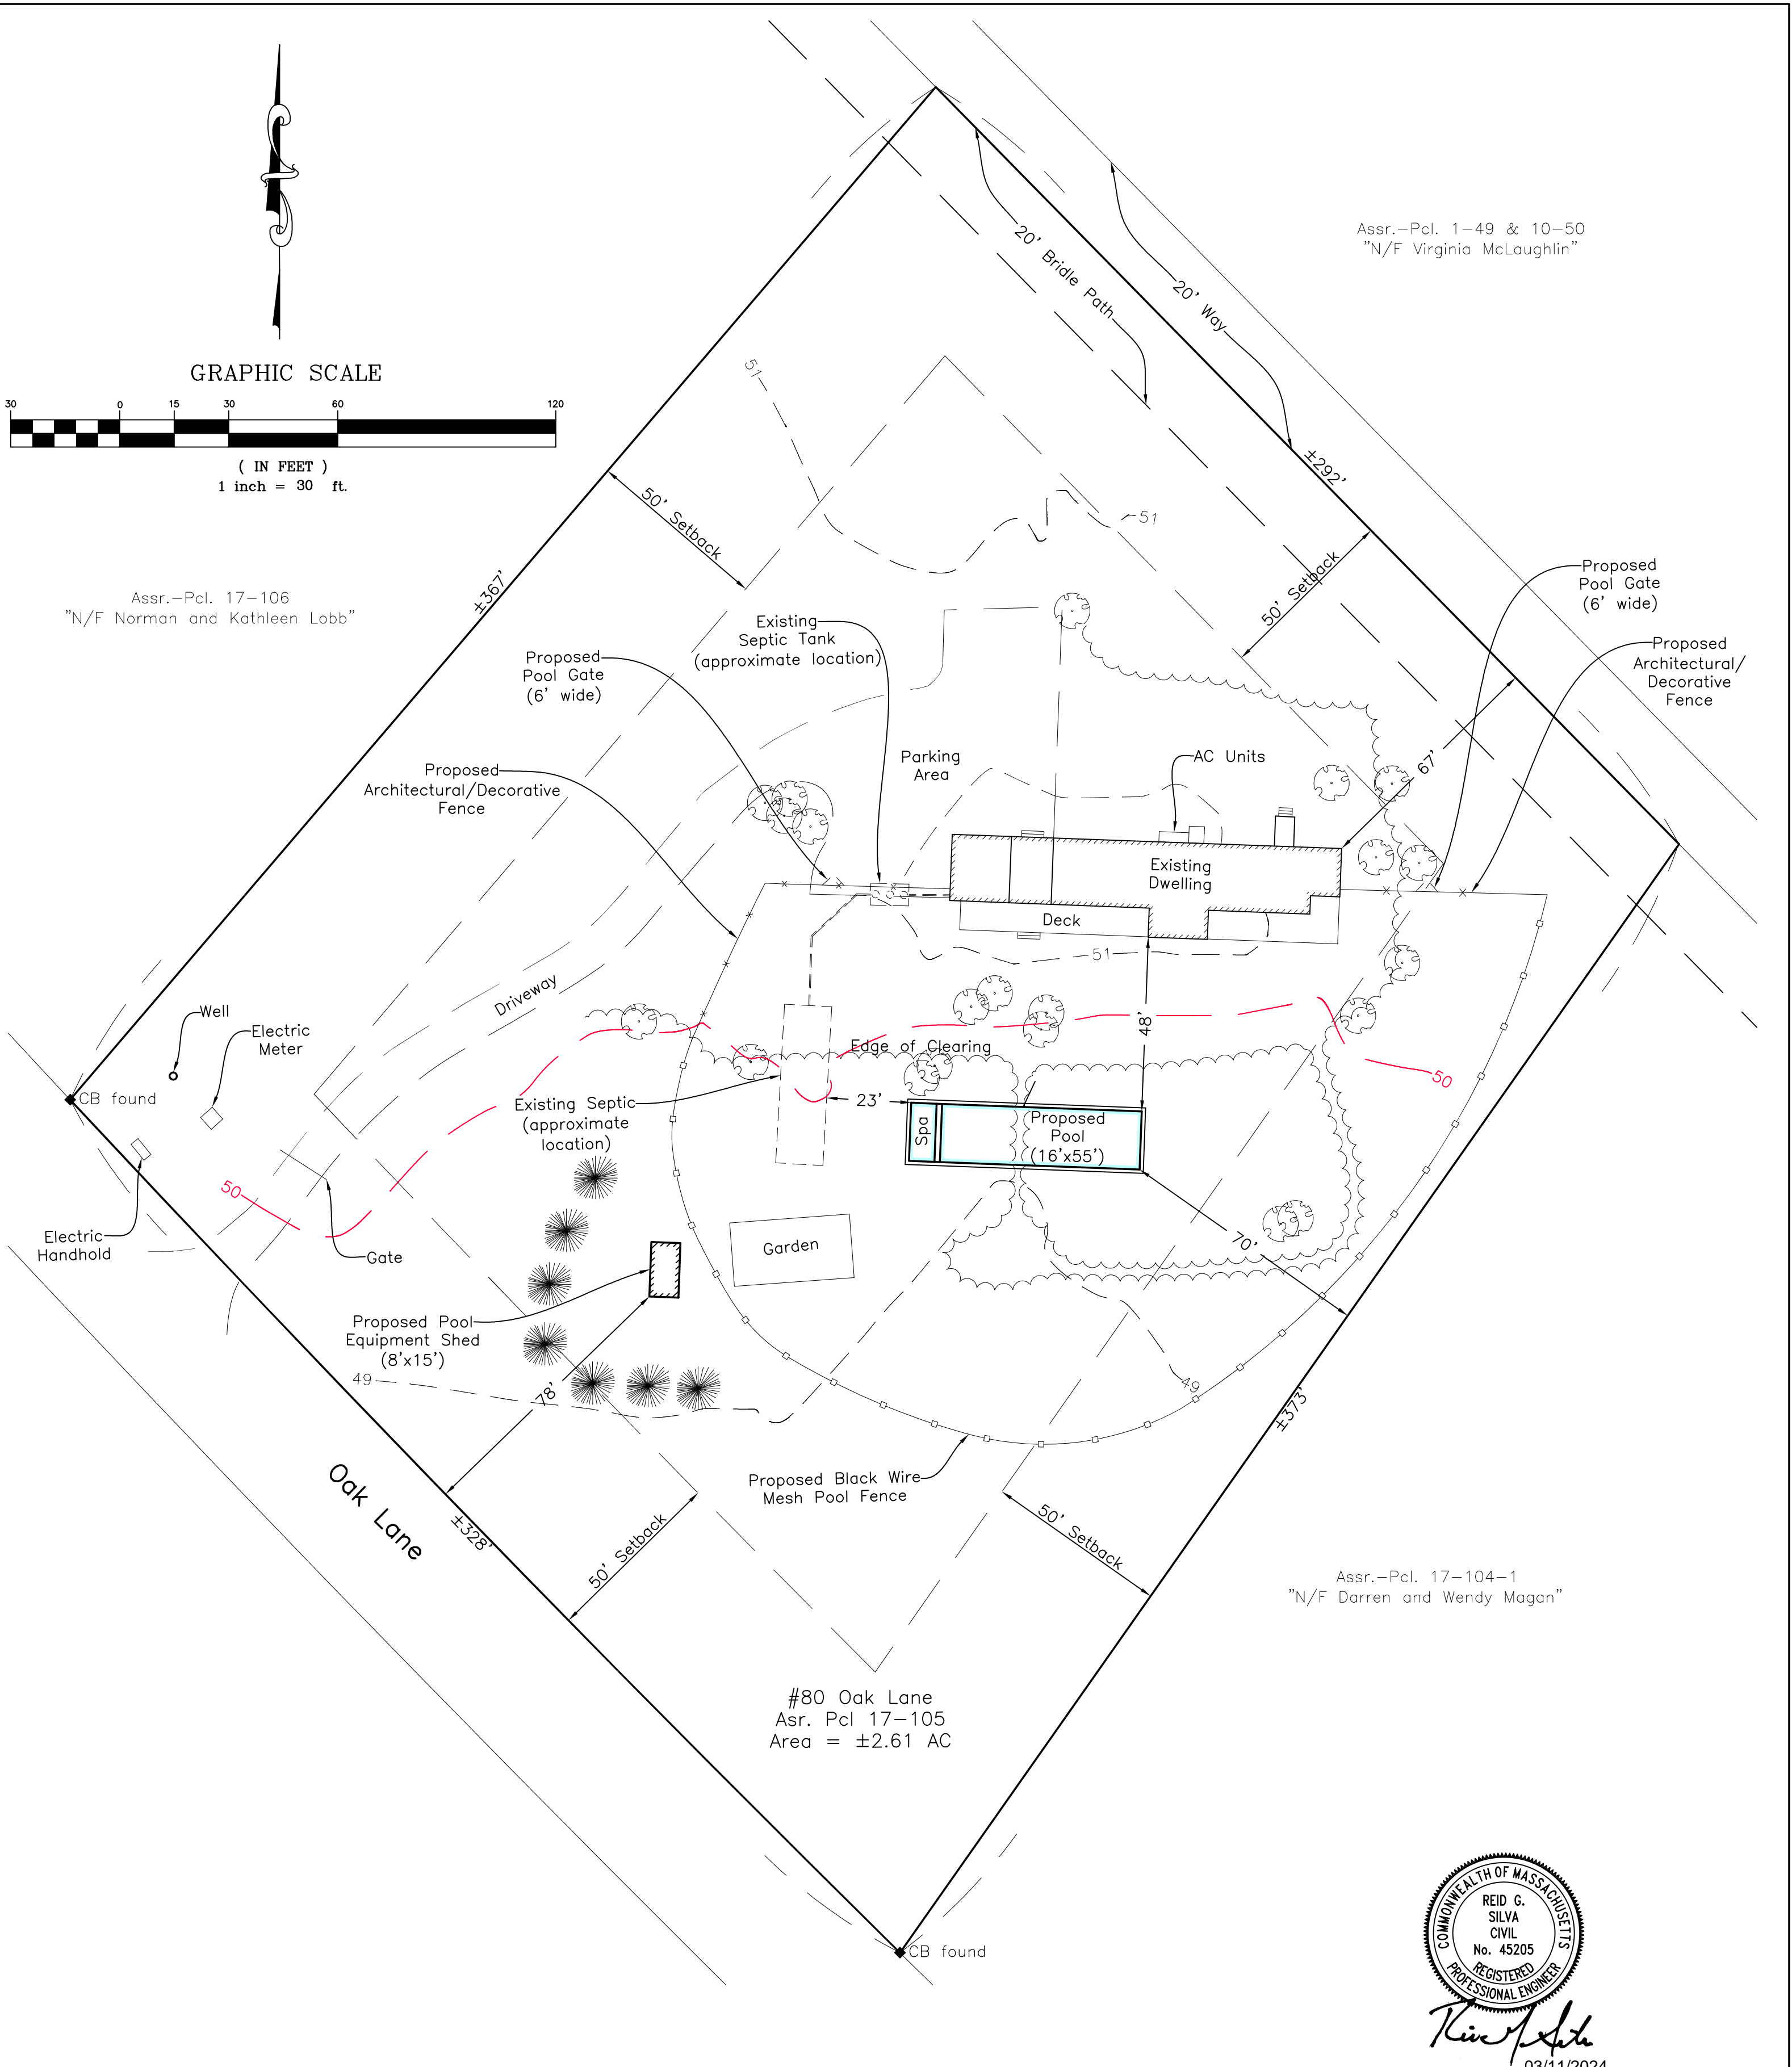 GRAPHIC SCALE
30 0 15 30 60 120
( IN FEET )
1 inch = 30 ft.
Assr.-Pcl. 1-49 & 10-50
"N/F Virginia McLaughlin"
20' Bridle Path
20' Way
±292'
51
51
50' Setback
50' Setback
±367'
Assr.-Pcl. 17-106
"N/F Norman and Kathleen Lobb"
Existing
Septic Tank
(approximate location)
Proposed
Pool Gate
(6' wide)
Proposed
Pool Gate
(6' wide)
Proposed
Architectural/
Decorative
Fence
Proposed
Architectural/Decorative
Fence
Parking
Area
AC Units
67'
Existing
Dwelling
Deck
51
Driveway
Well
Electric
Meter
48'
Edge of Clearing
50
CB found
Existing Septic
(approximate
location)
23'
Spa
Proposed
Pool
(16'x55')
50
Electric
Handhold
Gate
Garden
70'
Proposed Pool
Equipment Shed
(8'x15')
49
78'
49
±373'
Oak Lane
±328'
Proposed Black Wire
Mesh Pool Fence
50' Setback
50' Setback
Assr.-Pcl. 17-104-1
"N/F Darren and Wendy Magan"
#80 Oak Lane
Asr. Pcl 17-105
Area = ±2.61 AC
CB found
COMMONWEALTH OF MASSACHUSETTS
REID G.
SILVA
CIVIL
No. 45205
REGISTERED
PROFESSIONAL ENGINEER
03/11/2024